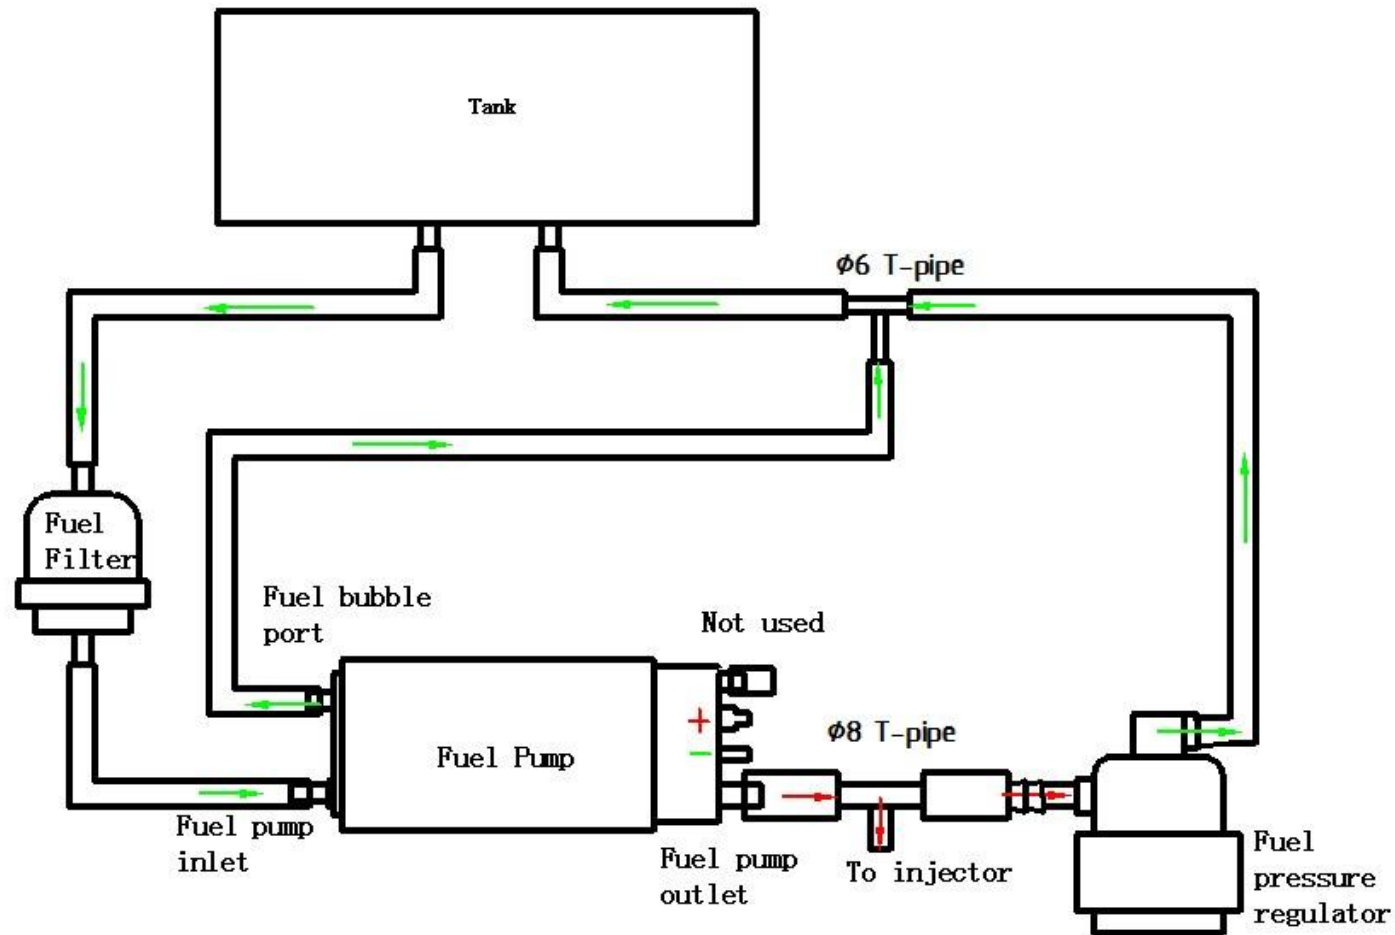 Tank
Φ6 T-pipe
Fuel
Filter
Fuel bubble
port
Not used
+
−
Φ8 T-pipe
Fuel Pump
Fuel pump
inlet
Fuel pump
outlet
To injector
Fuel
pressure
regulator